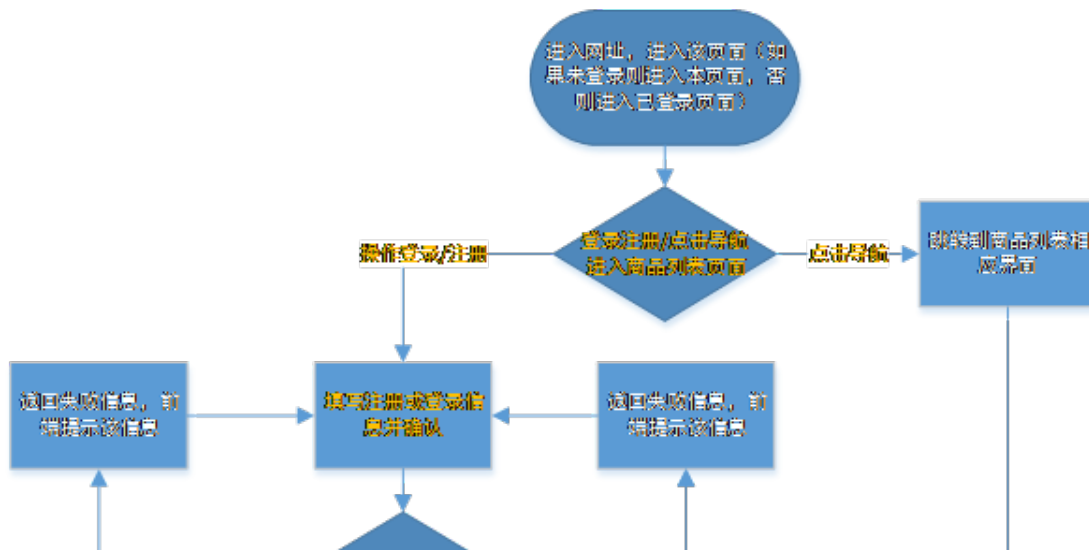 进入网址，进入该页面（如
果未登录则进入本页面，否
则进入已登录页面）
登录注册/点击导航
进入商品列表页面
操作登录/注册
点击导航
跳转到商品列表相
应界面
返回失败信息，前
端提示该信息
填写注册或登录信
息并确认
返回失败信息，前
端提示该信息